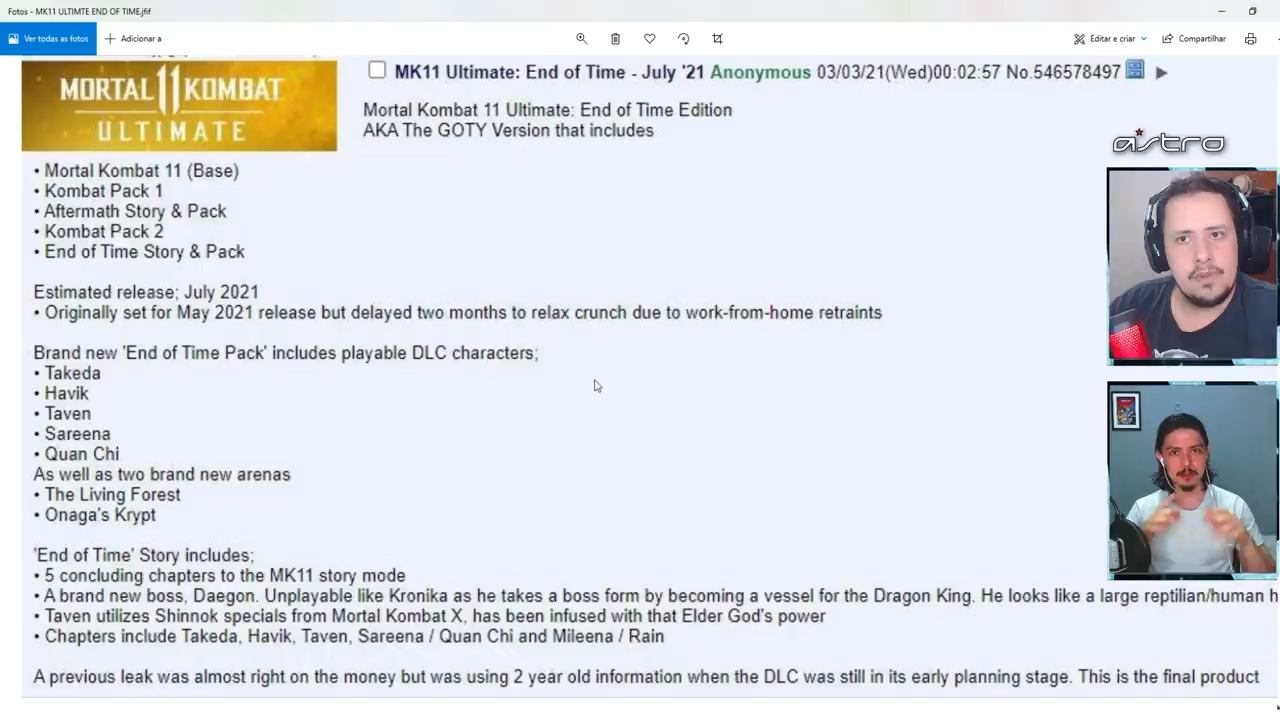 Fotos - MK11 ULTIMTE END OF TIME.jfif
Ver todas as fotos
Adicionar a
Editar e criar
Compartilhar
MORTAL 11 KOMBAT
ULTIMATE
MK11 Ultimate: End of Time - July '21 Anonymous 03/03/21(Wed)00:02:57 No.546578497
Mortal Kombat 11 Ultimate: End of Time Edition
AKA The GOTY Version that includes
astro
• Mortal Kombat 11 (Base)
• Kombat Pack 1
• Aftermath Story & Pack
• Kombat Pack 2
• End of Time Story & Pack
Estimated release; July 2021
• Originally set for May 2021 release but delayed two months to relax crunch due to work-from-home retraints
Brand new 'End of Time Pack' includes playable DLC characters;
• Takeda
• Havik
• Taven
• Sareena
• Quan Chi
As well as two brand new arenas
• The Living Forest
• Onaga's Krypt
'End of Time' Story includes;
• 5 concluding chapters to the MK11 story mode
• A brand new boss, Daegon. Unplayable like Kronika as he takes a boss form by becoming a vessel for the Dragon King. He looks like a large reptilian/human h
• Taven utilizes Shinnok specials from Mortal Kombat X, has been infused with that Elder God's power
• Chapters include Takeda, Havik, Taven, Sareena / Quan Chi and Mileena / Rain
A previous leak was almost right on the money but was using 2 year old information when the DLC was still in its early planning stage. This is the final product